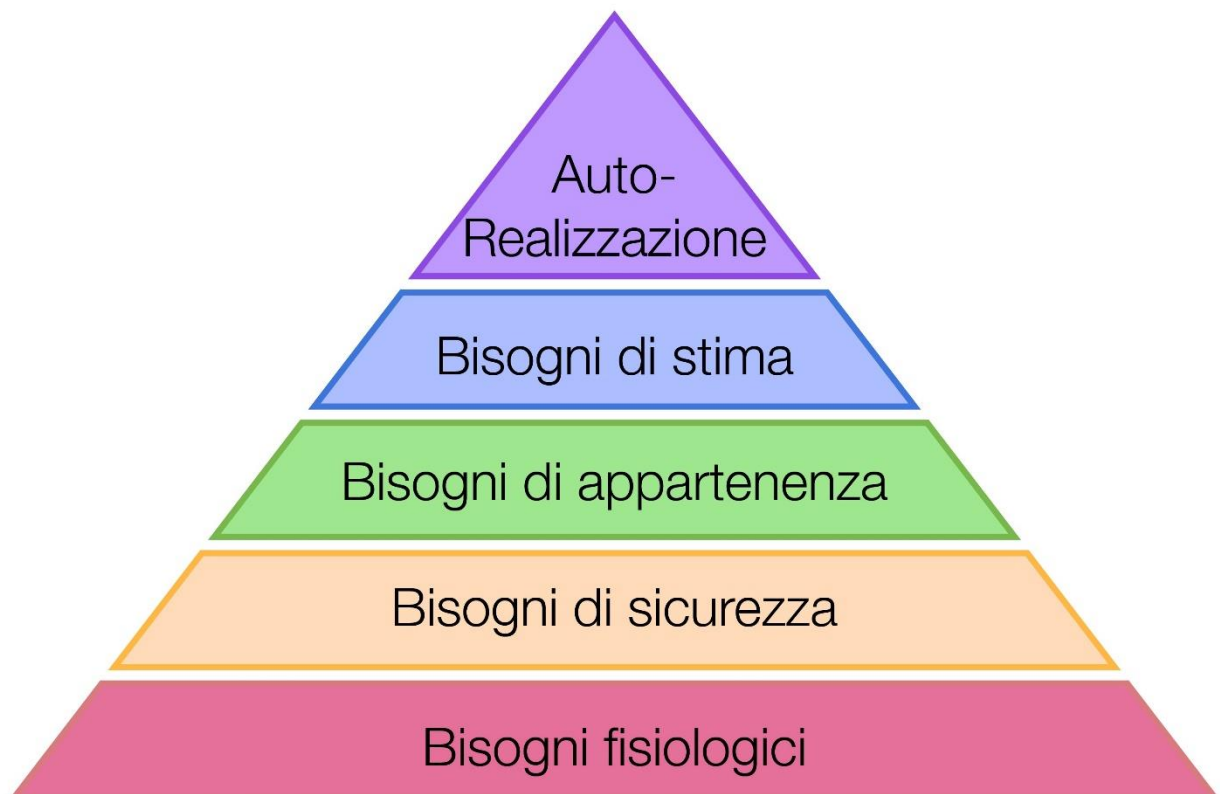 Auto-
Realizzazione
Bisogni di stima
Bisogni di appartenenza
Bisogni di sicurezza
Bisogni fisiologici